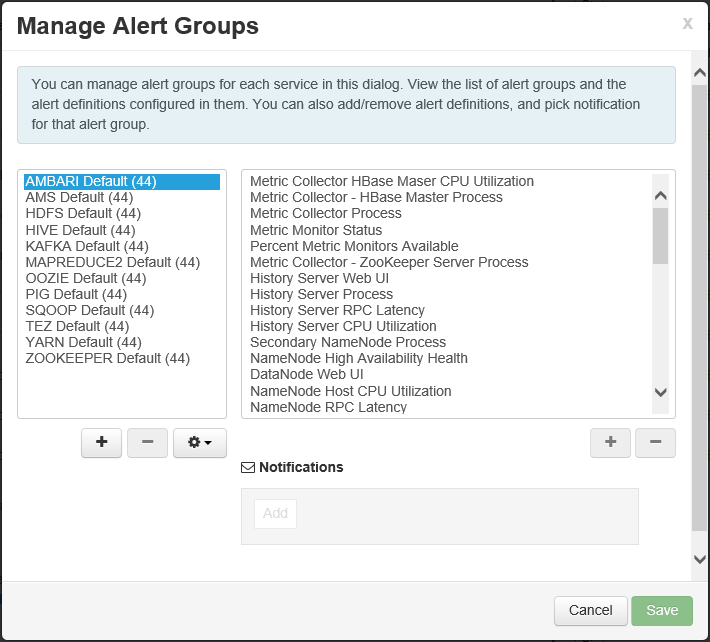 Manage Alert Groups
x
You can manage alert groups for each service in this dialog. View the list of alert groups and the
alert definitions configured in them. You can also add/remove alert definitions, and pick notification
for that alert group.
AMBARI Default (44)
AMS Default (44)
HDFS Default (44)
HIVE Default (44)
KAFKA Default (44)
MAPREDUCE2 Default (44)
OOZIE Default (44)
PIG Default (44)
SQOOP Default (44)
TEZ Default (44)
YARN Default (44)
ZOOKEEPER Default (44)
Metric Collector HBase Maser CPU Utilization
Metric Collector - HBase Master Process
Metric Collector Process
Metric Monitor Status
Percent Metric Monitors Available
Metric Collector - ZooKeeper Server Process
History Server Web UI
History Server Process
History Server RPC Latency
History Server CPU Utilization
Secondary NameNode Process
NameNode High Availability Health
DataNode Web UI
NameNode Host CPU Utilization
NameNode RPC Latency
Notifications
Add
Cancel
Save